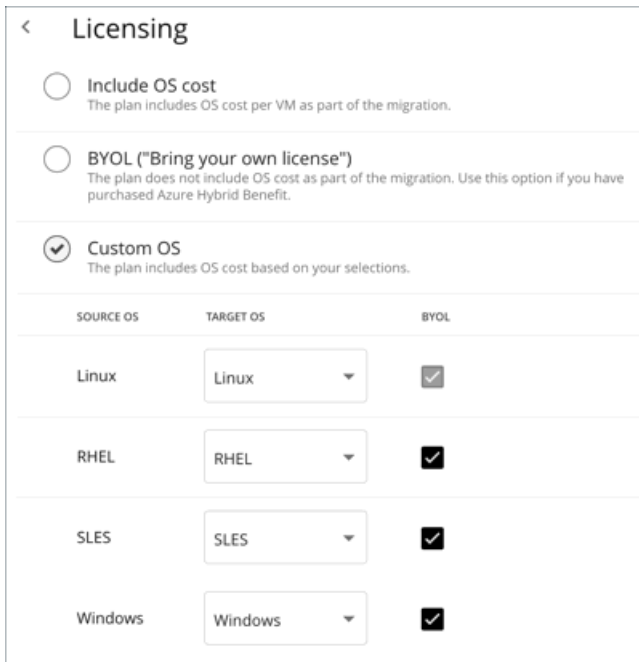 Licensing
Include OS cost
The plan includes OS cost per VM as part of the migration.
BYOL ("Bring your own license")
The plan does not include OS cost as part of the migration. Use this option if you have
purchased Azure Hybrid Benefit.
Custom OS
The plan includes OS cost based on your selections.
SOURCE OS TARGET OS BYOL
Linux Linux
RHEL RHEL
SLES SLES
Windows Windows